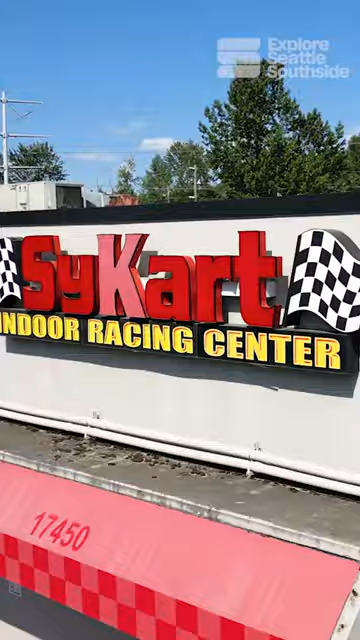 Explore
Seattle
Southside
SyKart
INDOOR RACING CENTER
17450